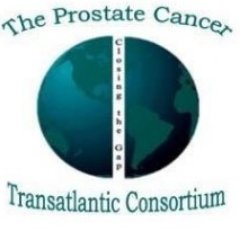 The Prostate Cancer
Closing the Gap
Transatlantic Consortium